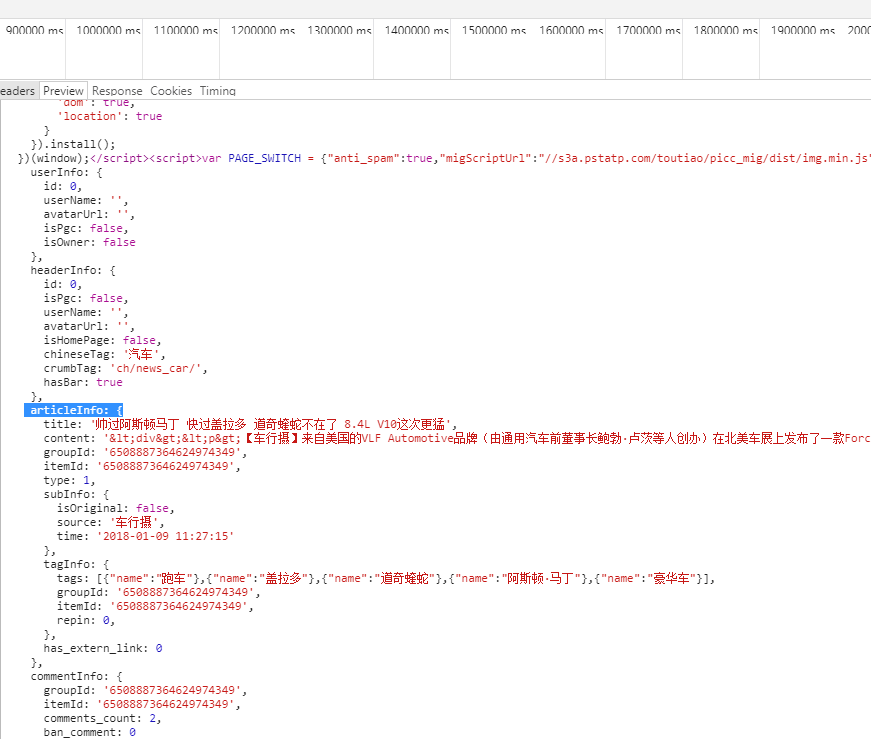 900000 ms 1000000 ms 1100000 ms 1200000 ms 1300000 ms 1400000 ms 1500000 ms 1600000 ms 1700000 ms 1800000 ms 1900000 ms 2000
eaders Preview Response Cookies Timing
'dom': true,
'location': true
}
}).install();
})(window);</script><script>var PAGE_SWITCH = {"anti_spam":true,"migScriptUrl":"//s3a.pstatp.com/toutiao/picc_mig/dist/img.min.js"
userInfo: {
id: 0,
userName: '',
avatarUrl: '',
isPgc: false,
isOwner: false
},
headerInfo: {
id: 0,
isPgc: false,
userName: '',
avatarUrl: '',
isHomePage: false,
chineseTag: '汽车',
crumbTag: 'ch/news_car/',
hasBar: true
},
articleInfo: {
title: '帅过阿斯顿马丁 快过盖拉多 道奇蝰蛇不在了 8.4L V10这次更猛',
content: '&lt;div&gt;&lt;p&gt;【车行摄】来自美国的VLF Automotive品牌（由通用汽车前董事长鲍勃·卢茨等人创办）在北美车展上发布了一款Forc
groupId: '6508887364624974349',
itemId: '6508887364624974349',
type: 1,
subInfo: {
isOriginal: false,
source: '车行摄',
time: '2018-01-09 11:27:15'
},
tagInfo: {
tags: [{"name":"跑车"},{"name":"盖拉多"},{"name":"道奇蝰蛇"},{"name":"阿斯顿·马丁"},{"name":"豪华车"}],
groupId: '6508887364624974349',
itemId: '6508887364624974349',
repin: 0,
},
has_extern_link: 0
},
commentInfo: {
groupId: '6508887364624974349',
itemId: '6508887364624974349',
comments_count: 2,
ban_comment: 0